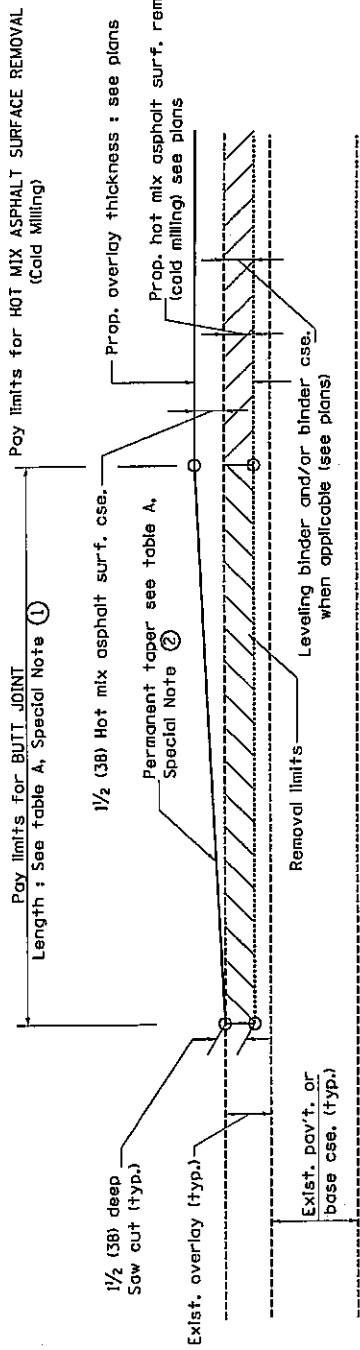 Pay limits for BUTT JOINT
Length : See table A, Special Note ①
Pay limits for HOT MIX ASPHALT SURFACE REMOVAL
(Cold Milling)
1½ (38) deep
Saw cut (typ.)
1½ (38) Hot mix asphalt surf. cse.
Prop. overlay thickness : see plans
Permanent taper see table A,
Special Note ②
Prop. hot mix asphalt surf. rem
(cold milling) see plans
Exist. overlay (typ.)
Removal limits
Leveling binder and/or binder cse.
when applicable (see plans)
Exist. pav't. or
base cse. (typ.)